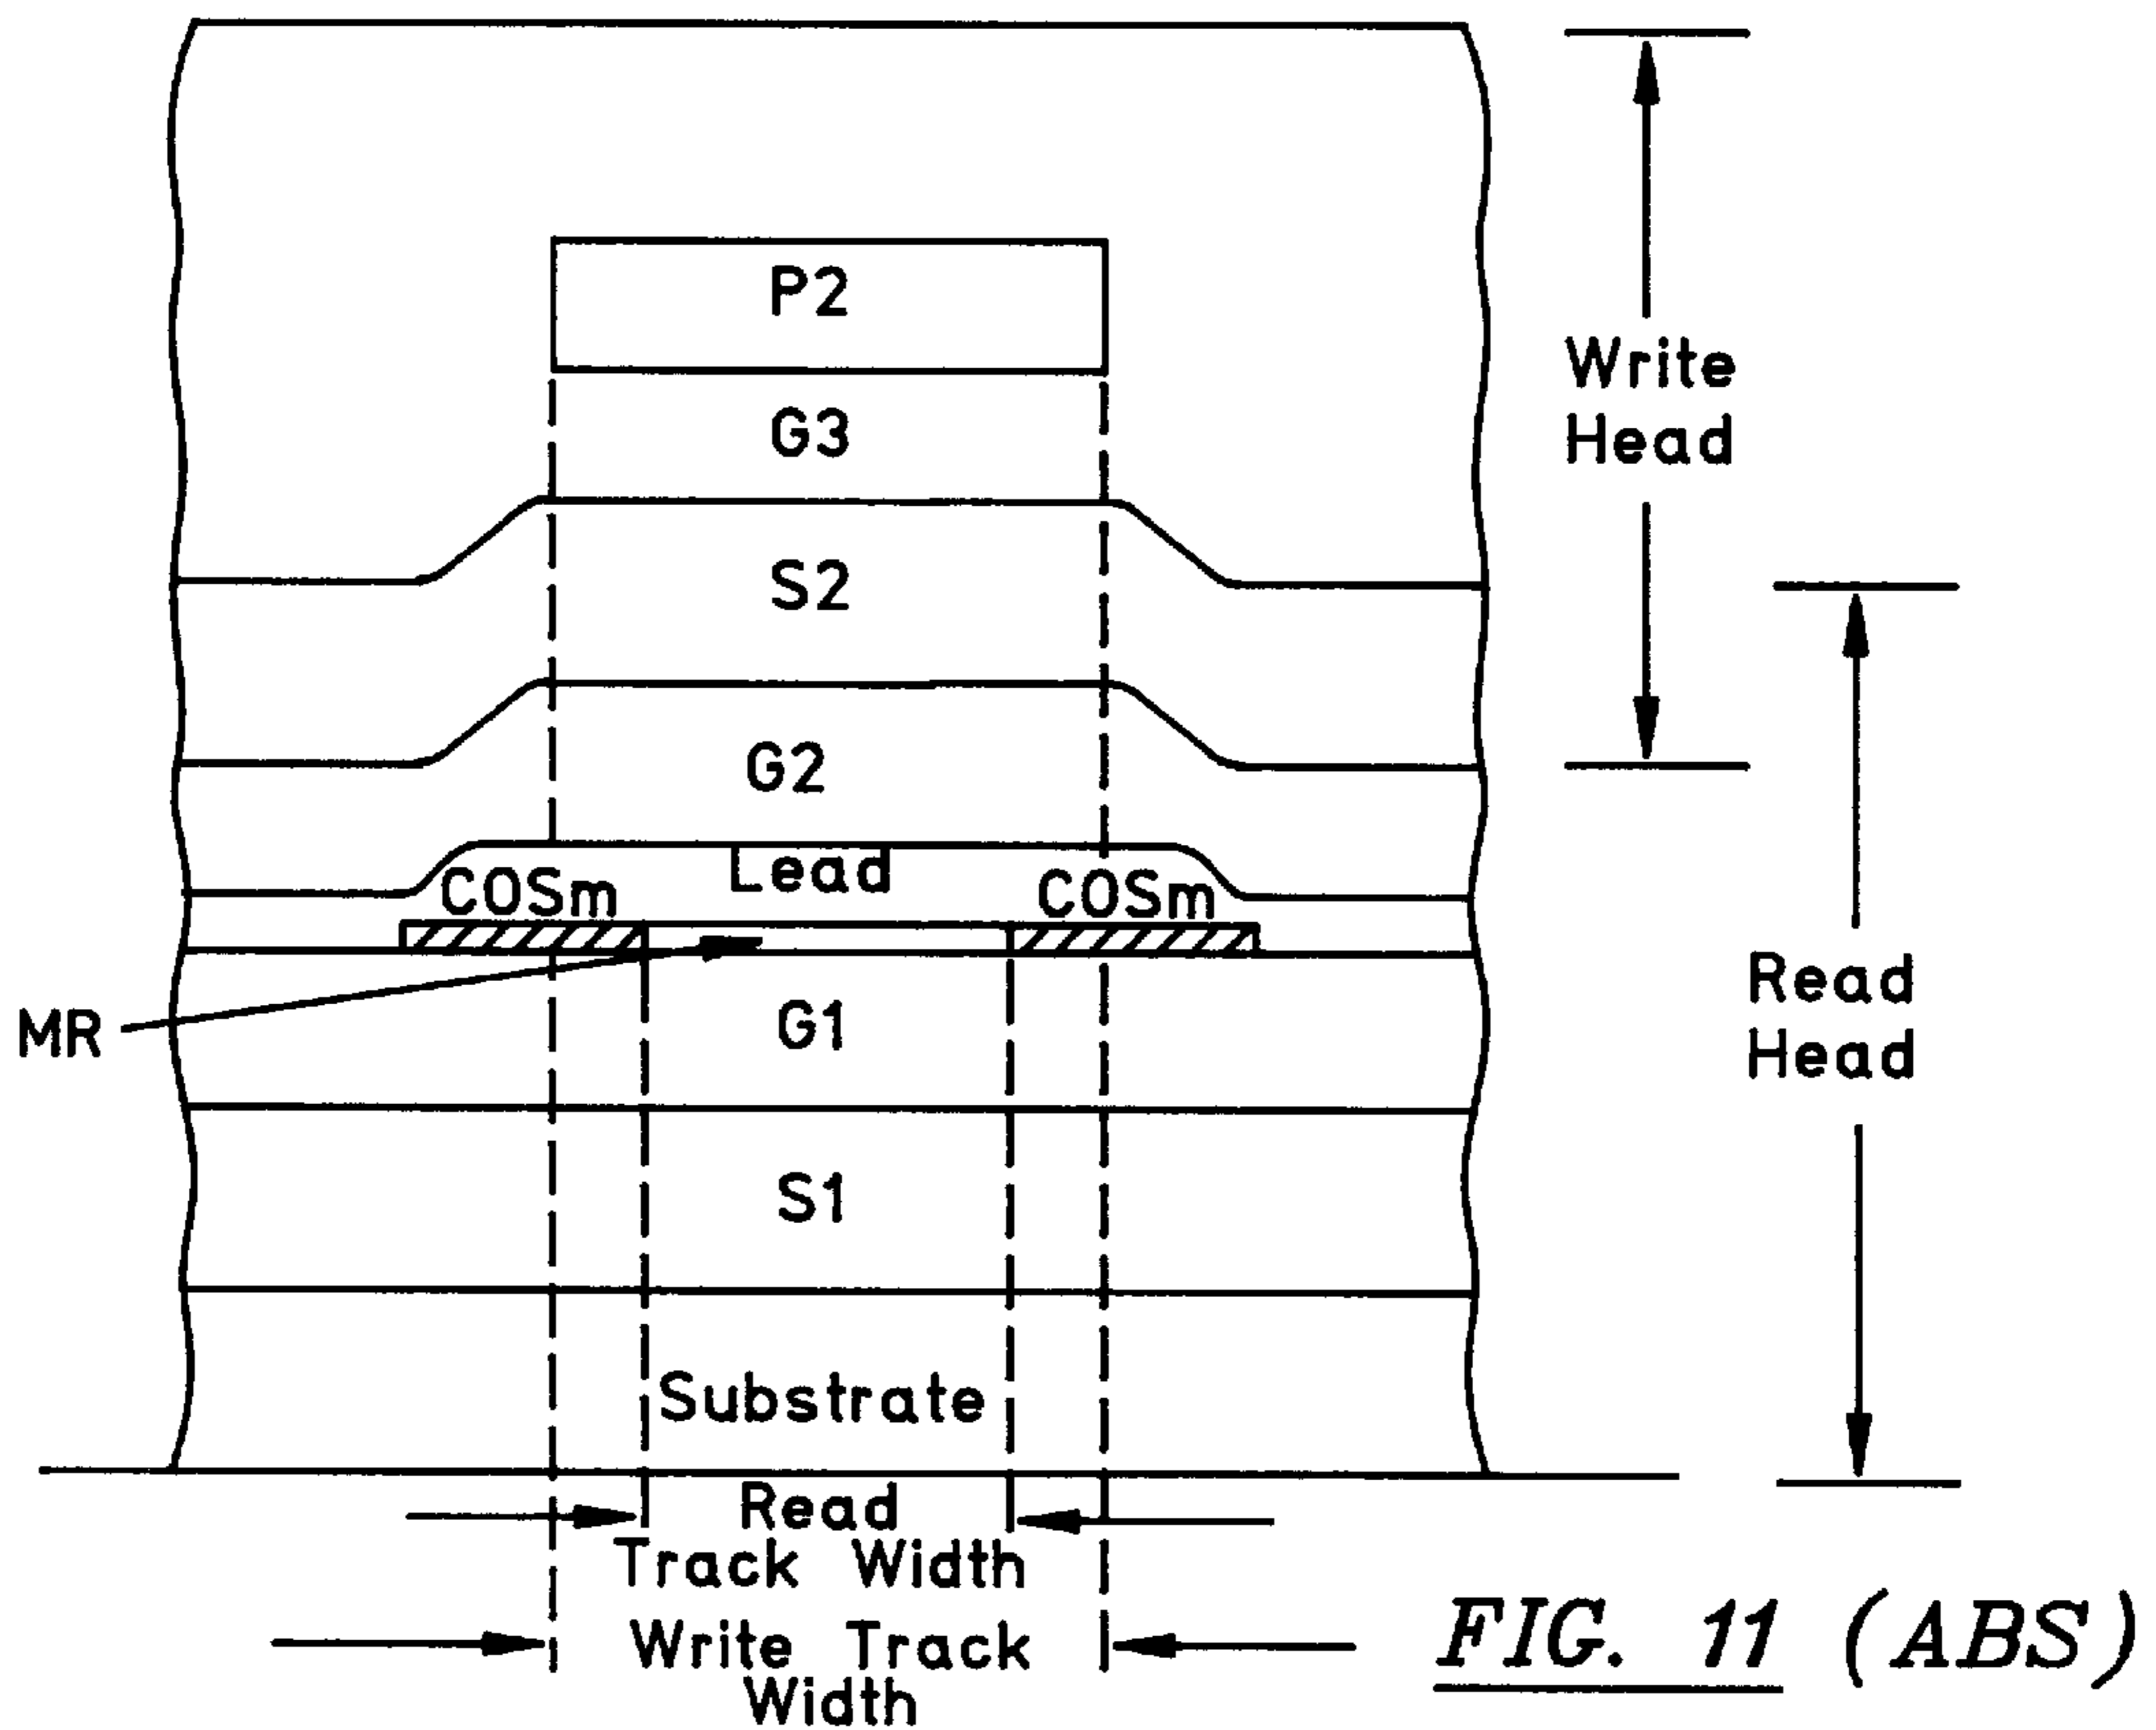 P2
Write
Head
G3
S2
G2
Lead
COSm
COSm
Read
Head
MR
G1
S1
Substrate
Read
Track Width
Write Track
Width
FIG. 11 (ABS)